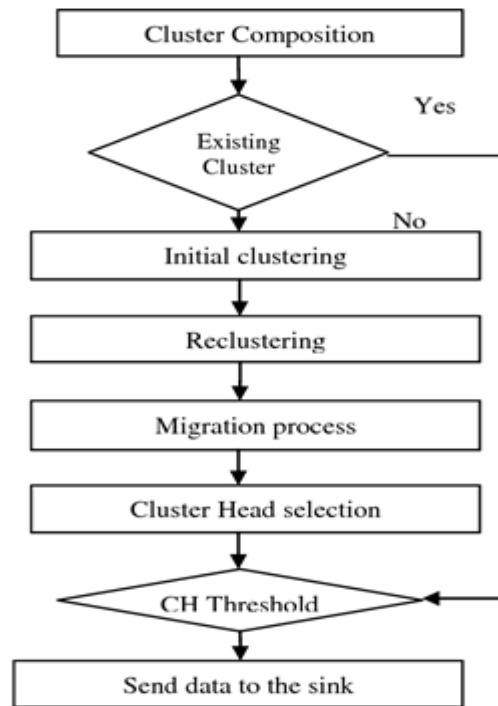 Cluster Composition
Yes
Existing
Cluster
No
Initial clustering
Reclustering
Migration process
Cluster Head selection
CH Threshold
Send data to the sink